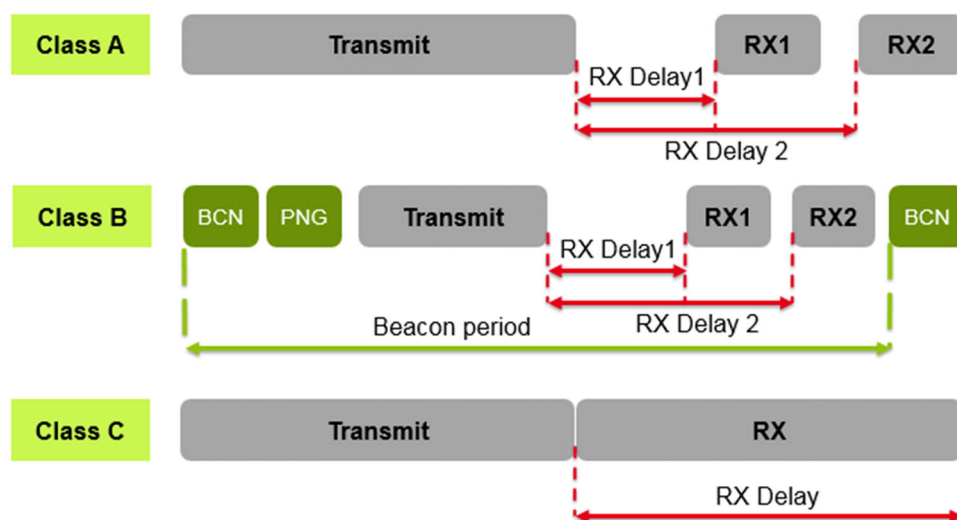 Class A Transmit RX1 RX2
RX Delay1
RX Delay 2
Class B BCN PNG Transmit RX1 RX2 BCN
RX Delay1
RX Delay 2
Beacon period
Class C Transmit RX
RX Delay